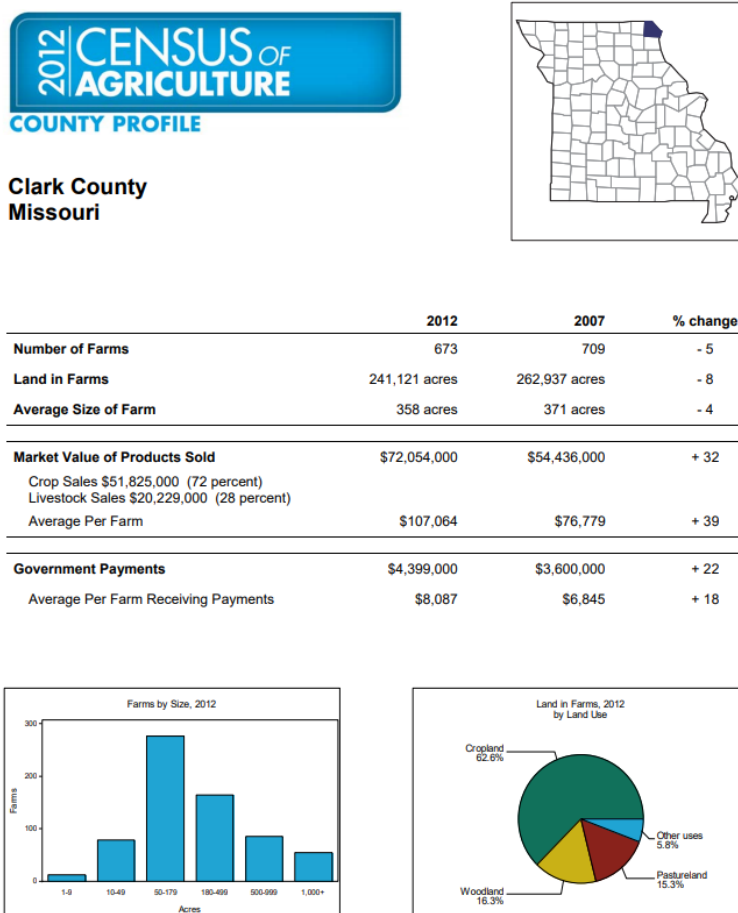 2012 CENSUS OF
AGRICULTURE
COUNTY PROFILE
Clark County
Missouri
2012 2007 % change
Number of Farms 673 709 - 5
Land in Farms 241,121 acres 262,937 acres - 8
Average Size of Farm 358 acres 371 acres - 4
Market Value of Products Sold $72,054,000 $54,436,000 + 32
Crop Sales $51,825,000 (72 percent)
Livestock Sales $20,229,000 (28 percent)
Average Per Farm $107,064 $76,779 + 39
Government Payments $4,399,000 $3,600,000 + 22
Average Per Farm Receiving Payments $8,087 $6,845 + 18
Farms by Size, 2012
300
200
100
0
Farms
1-9 10-49 50-179 180-499 500-999 1,000+
Acres
Land in Farms, 2012
by Land Use
Cropland
62.6%
Other uses
5.8%
Pastureland
15.3%
Woodland
16.3%